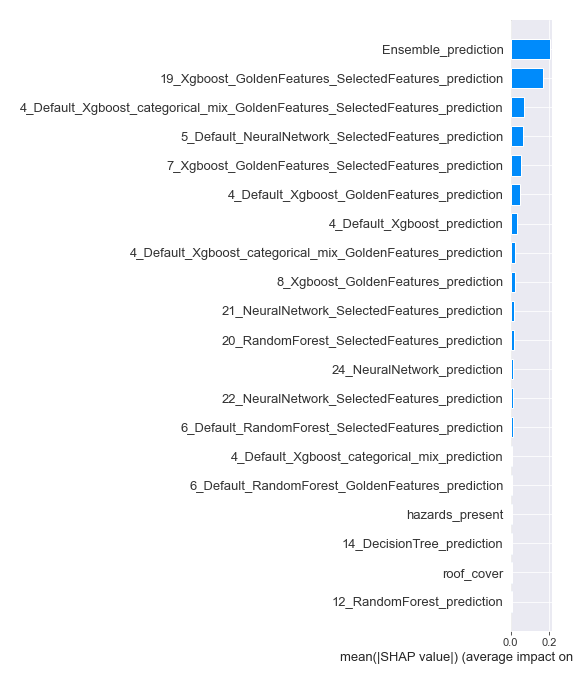 Ensemble_prediction
19_Xgboost_GoldenFeatures_SelectedFeatures_prediction
4_Default_Xgboost_categorical_mix_GoldenFeatures_SelectedFeatures_prediction
5_Default_NeuralNetwork_SelectedFeatures_prediction
7_Xgboost_GoldenFeatures_SelectedFeatures_prediction
4_Default_Xgboost_GoldenFeatures_prediction
4_Default_Xgboost_prediction
4_Default_Xgboost_categorical_mix_GoldenFeatures_prediction
8_Xgboost_GoldenFeatures_prediction
21_NeuralNetwork_SelectedFeatures_prediction
20_RandomForest_SelectedFeatures_prediction
24_NeuralNetwork_prediction
22_NeuralNetwork_SelectedFeatures_prediction
6_Default_RandomForest_SelectedFeatures_prediction
4_Default_Xgboost_categorical_mix_prediction
6_Default_RandomForest_GoldenFeatures_prediction
hazards_present
14_DecisionTree_prediction
roof_cover
12_RandomForest_prediction
0.0 0.2
mean(|SHAP value|) (average impact on